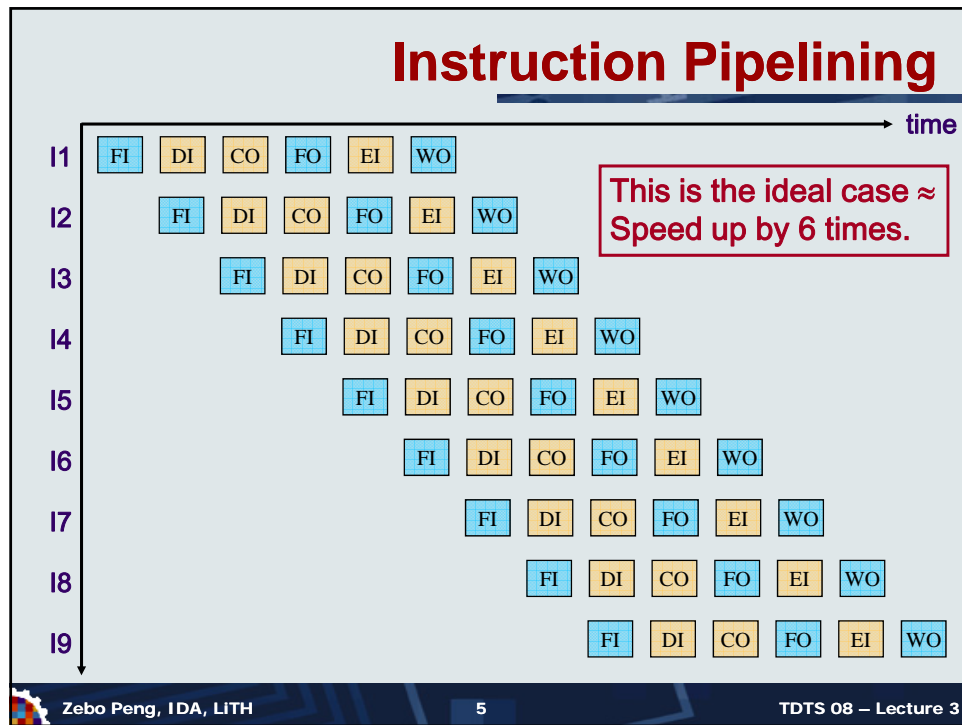 Instruction Pipelining
time
I1 FI DI CO FO EI WO
This is the ideal case ≈
Speed up by 6 times.
I2 FI DI CO FO EI WO
I3 FI DI CO FO EI WO
I4 FI DI CO FO EI WO
I5 FI DI CO FO EI WO
I6 FI DI CO FO EI WO
I7 FI DI CO FO EI WO
I8 FI DI CO FO EI WO
I9 FI DI CO FO EI WO
Zebo Peng, IDA, LiTH 5 TDTS 08 – Lecture 3